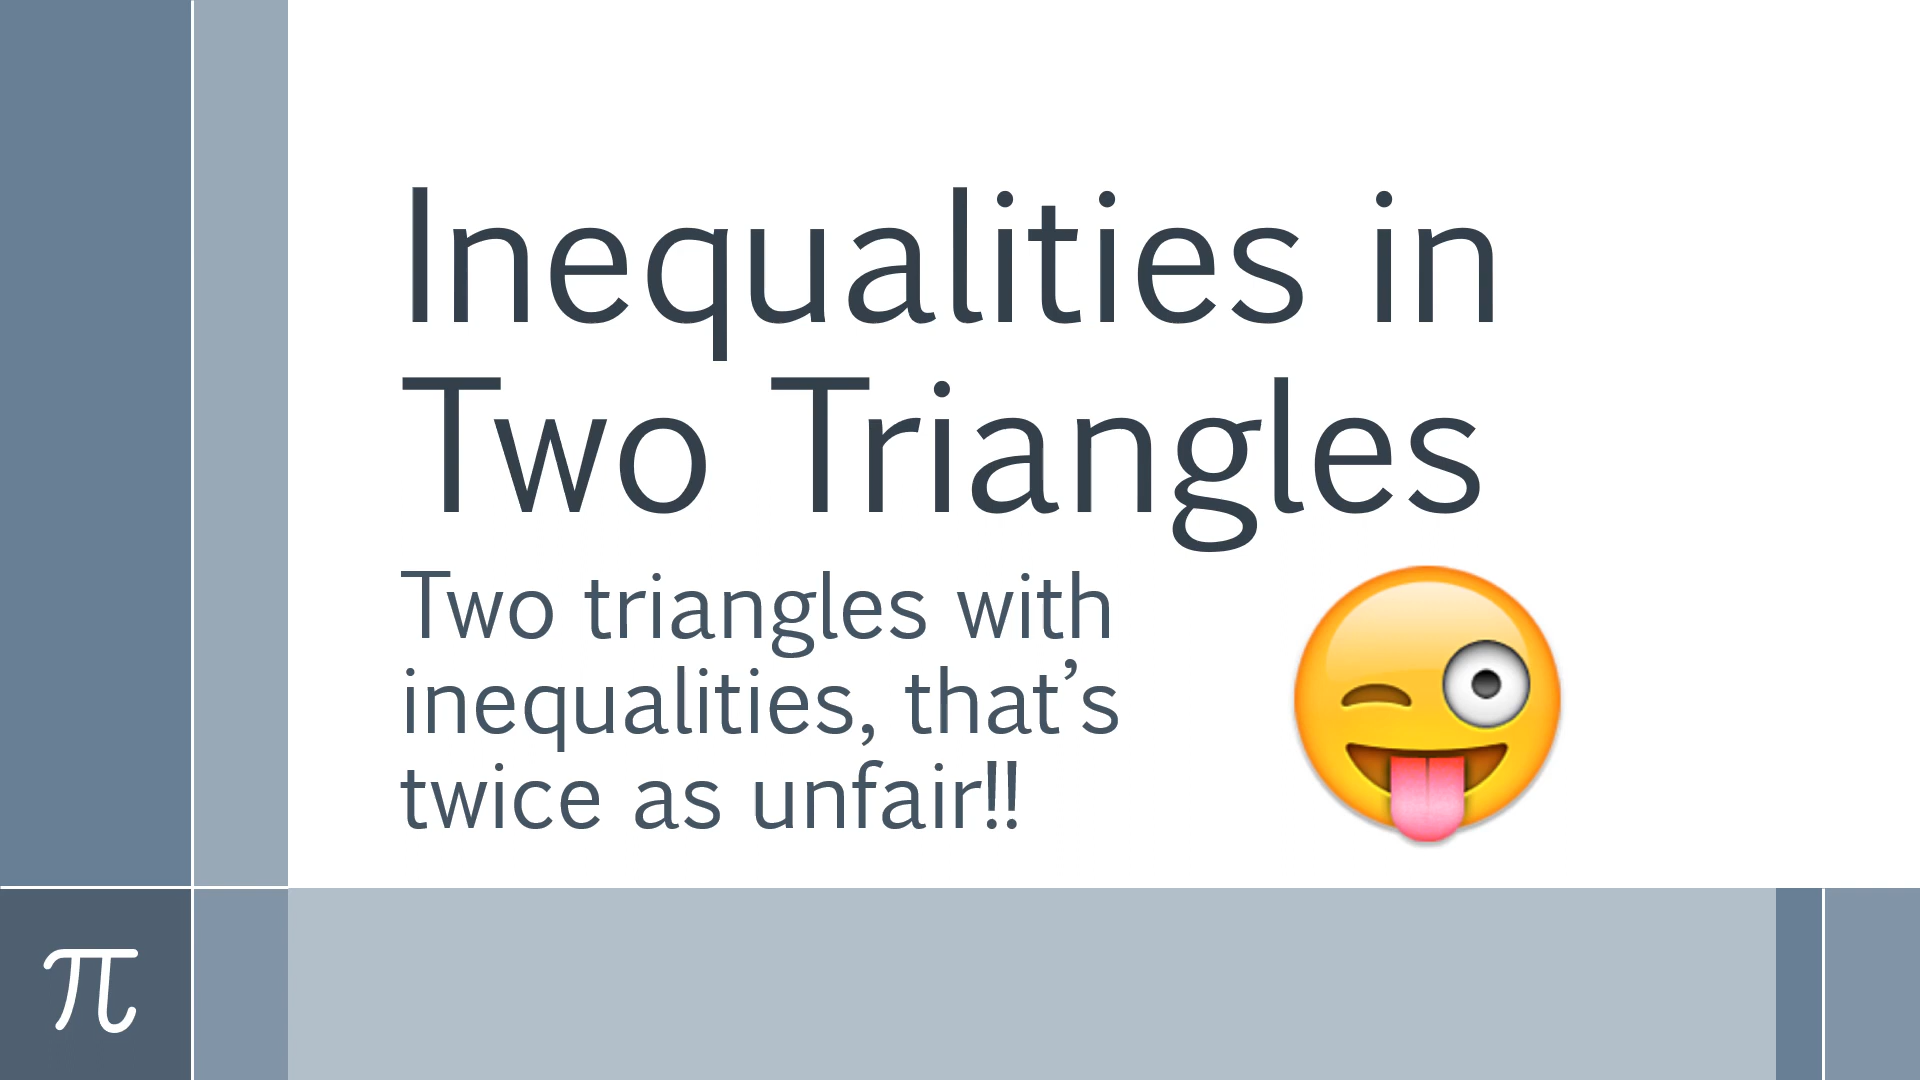 Inequalities in
Two Triangles
Two triangles with
inequalities, that’s
twice as unfair!!
π